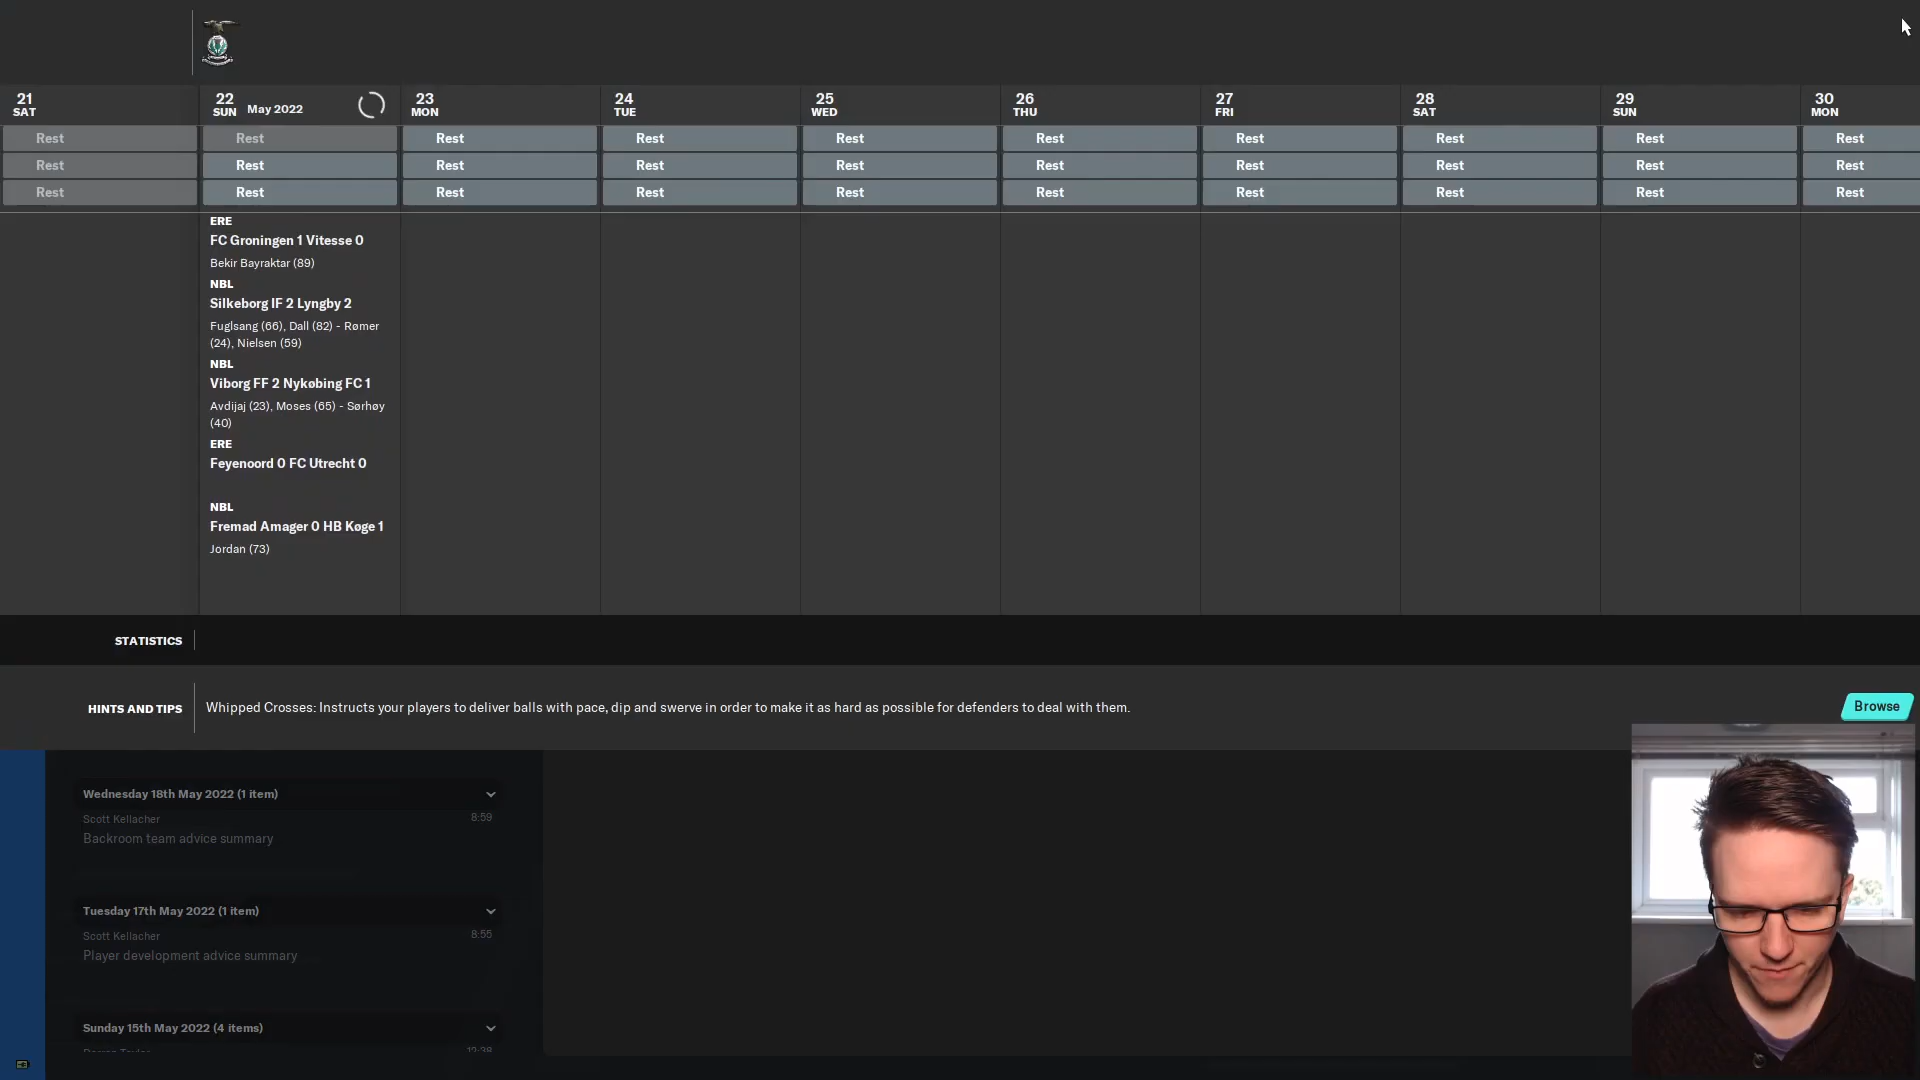 21
SAT
22
SUN May 2022
23
MON
24
TUE
25
WED
26
THU
27
FRI
28
SAT
29
SUN
30
MON
Rest Rest Rest Rest Rest Rest Rest Rest Rest Rest
Rest Rest Rest Rest Rest Rest Rest Rest Rest Rest
Rest Rest Rest Rest Rest Rest Rest Rest Rest Rest
ERE
FC Groningen 1 Vitesse 0
Bekir Bayraktar (89)
NBL
Silkeborg IF 2 Lyngby 2
Fuglsang (66), Dall (82) - Rømer
(24), Nielsen (59)
NBL
Viborg FF 2 Nykøbing FC 1
Avdijaj (23), Moses (65) - Sørhøy
(40)
ERE
Feyenoord 0 FC Utrecht 0
NBL
Fremad Amager 0 HB Køge 1
Jordan (73)
STATISTICS
HINTS AND TIPS
Whipped Crosses: Instructs your players to deliver balls with pace, dip and swerve in order to make it as hard as possible for defenders to deal with them.
Browse
Wednesday 18th May 2022 (1 item)
Scott Kellacher 8:59
Backroom team advice summary
Tuesday 17th May 2022 (1 item)
Scott Kellacher 8:55
Player development advice summary
Sunday 15th May 2022 (4 items)